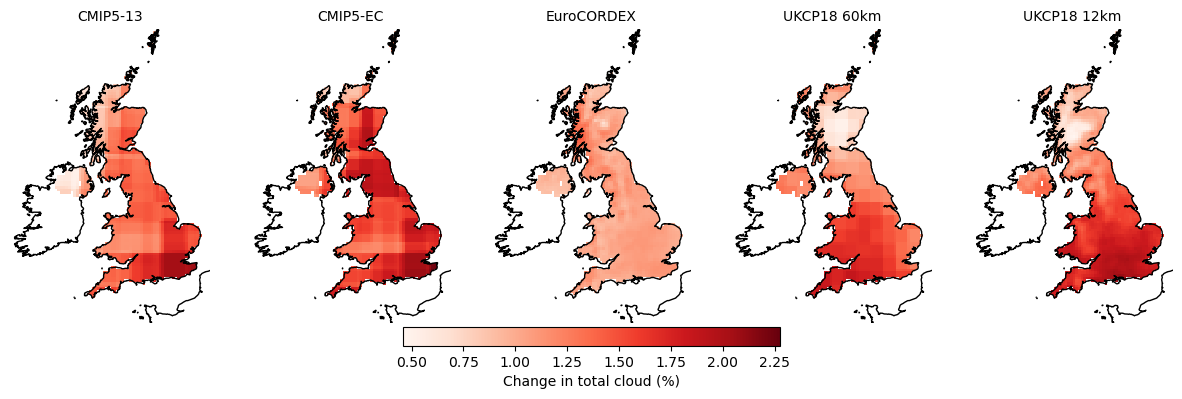 CMIP5-13 CMIP5-EC EuroCORDEX UKCP18 60km UKCP18 12km
0.50 0.75 1.00 1.25 1.50 1.75 2.00 2.25
Change in total cloud (%)